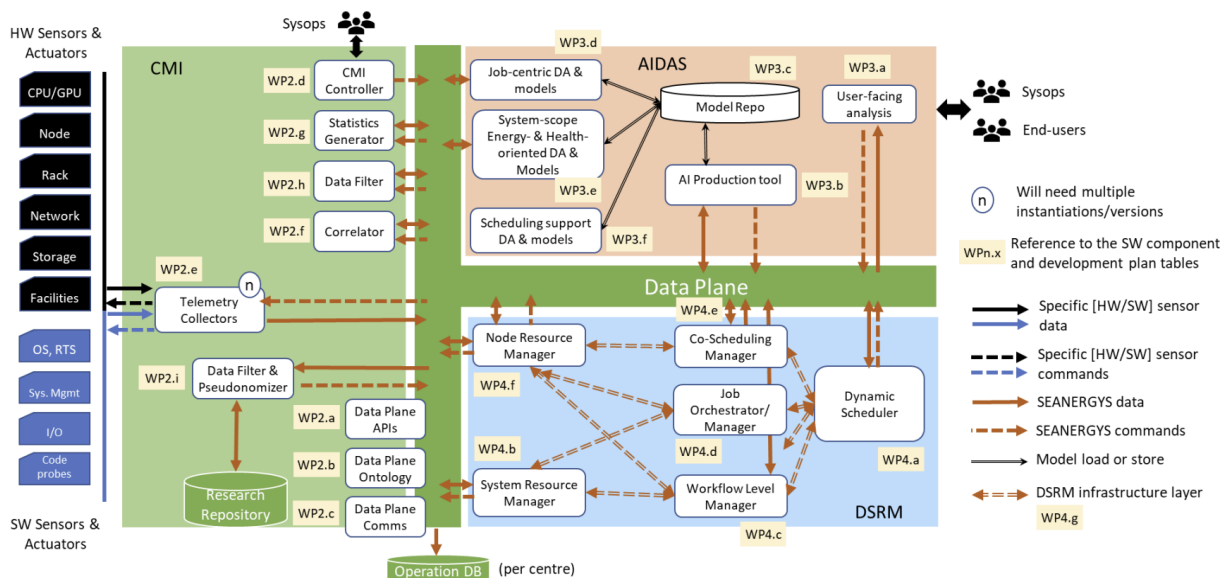 HW Sensors &
Actuators
CPU/GPU
Node
Rack
Network
Storage
Facilities
OS, RTS
Sys. Mgmt
I/O
Code
probes
SW Sensors &
Actuators
Sysops
CMI
WP2.d
CMI
Controller
WP2.g
Statistics
Generator
WP2.h
Data Filter
WP2.f
Correlator
WP2.e
n
Telemetry
Collectors
WP2.i
Data Filter &
Pseudonomizer
WP2.a
Data Plane
APIs
WP2.b
Data Plane
Ontology
WP2.c
Data Plane
Comms
Research
Repository
Operation DB
(per centre)
Data Plane
AIDAS
WP3.d
Job-centric DA &
models
WP3.c
Model Repo
WP3.a
User-facing
analysis
System-scope
Energy- & Health-
oriented DA &
Models
WP3.e
AI Production tool
WP3.b
Scheduling
support DA & models
WP3.f
WP4.e
Node Resource
Manager
WP4.f
Co-Scheduling
Manager
Job
Orchestrator/
Manager
WP4.d
Dynamic
Scheduler
WP4.a
WP4.b
System Resource
Manager
Workflow Level
Manager
WP4.c
DSRM
Sysops
End-users
n
Will need multiple
instantiations/versions
WPn.x
Reference to the SW component
and development plan tables
Specific [HW/SW] sensor
data
Specific [HW/SW] sensor
commands
SEANERGYS data
SEANERGYS commands
Model load or store
DSRM infrastructure layer
WP4.g